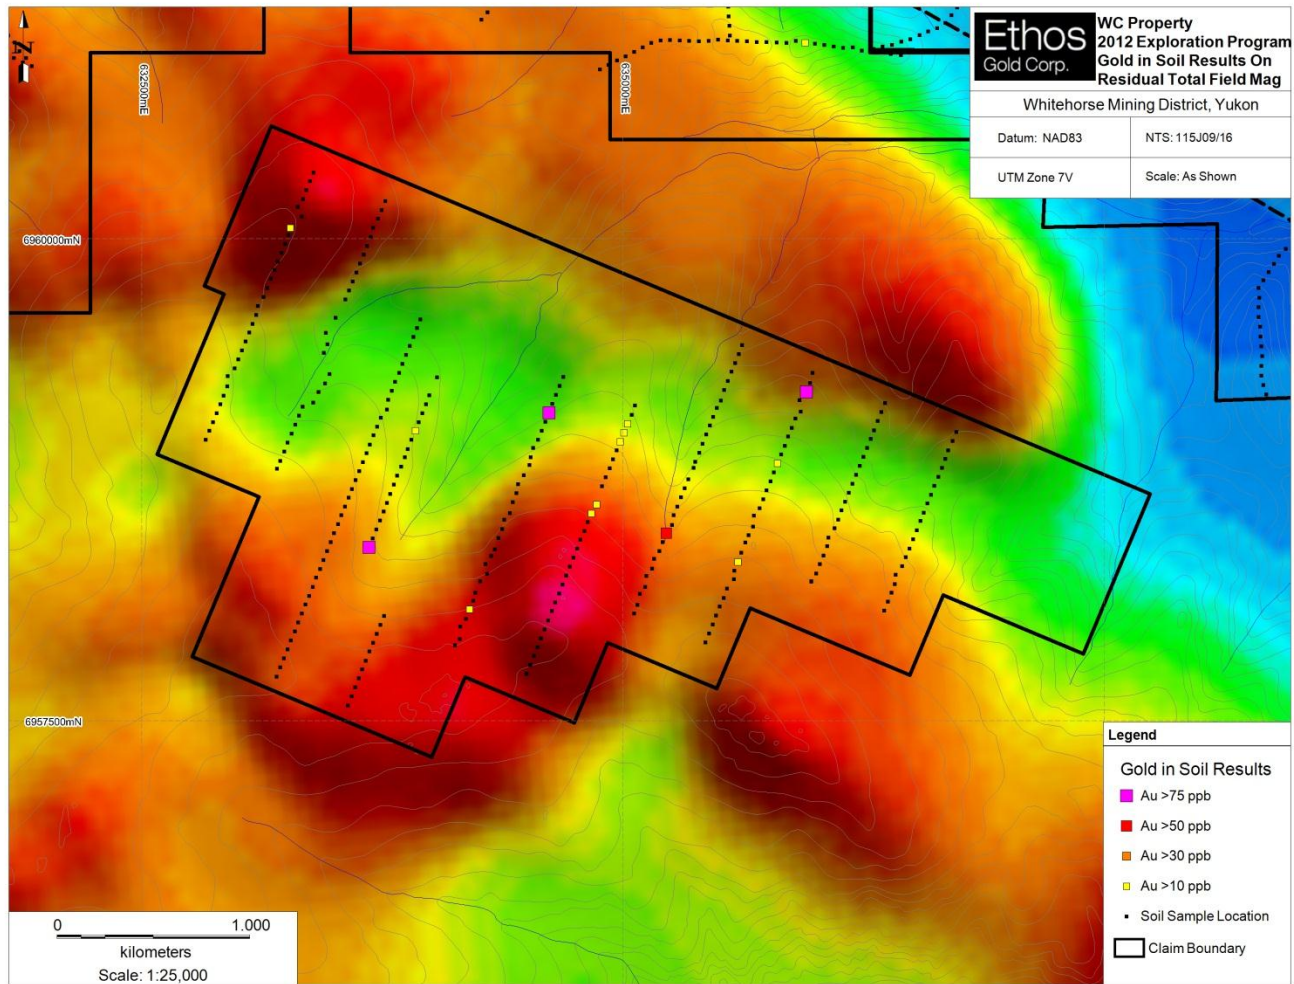 N
632500mE
635000mE
Ethos
Gold Corp.
WC Property
2012 Exploration Program
Gold in Soil Results On
Residual Total Field Mag
Whitehorse Mining District, Yukon
Datum: NAD83
NTS: 115J09/16
UTM Zone 7V
Scale: As Shown
6960000mN
6957500mN
Legend
Gold in Soil Results
Au >75 ppb
Au >50 ppb
Au >30 ppb
Au >10 ppb
Soil Sample Location
Claim Boundary
0 1.000
kilometers
Scale: 1:25,000